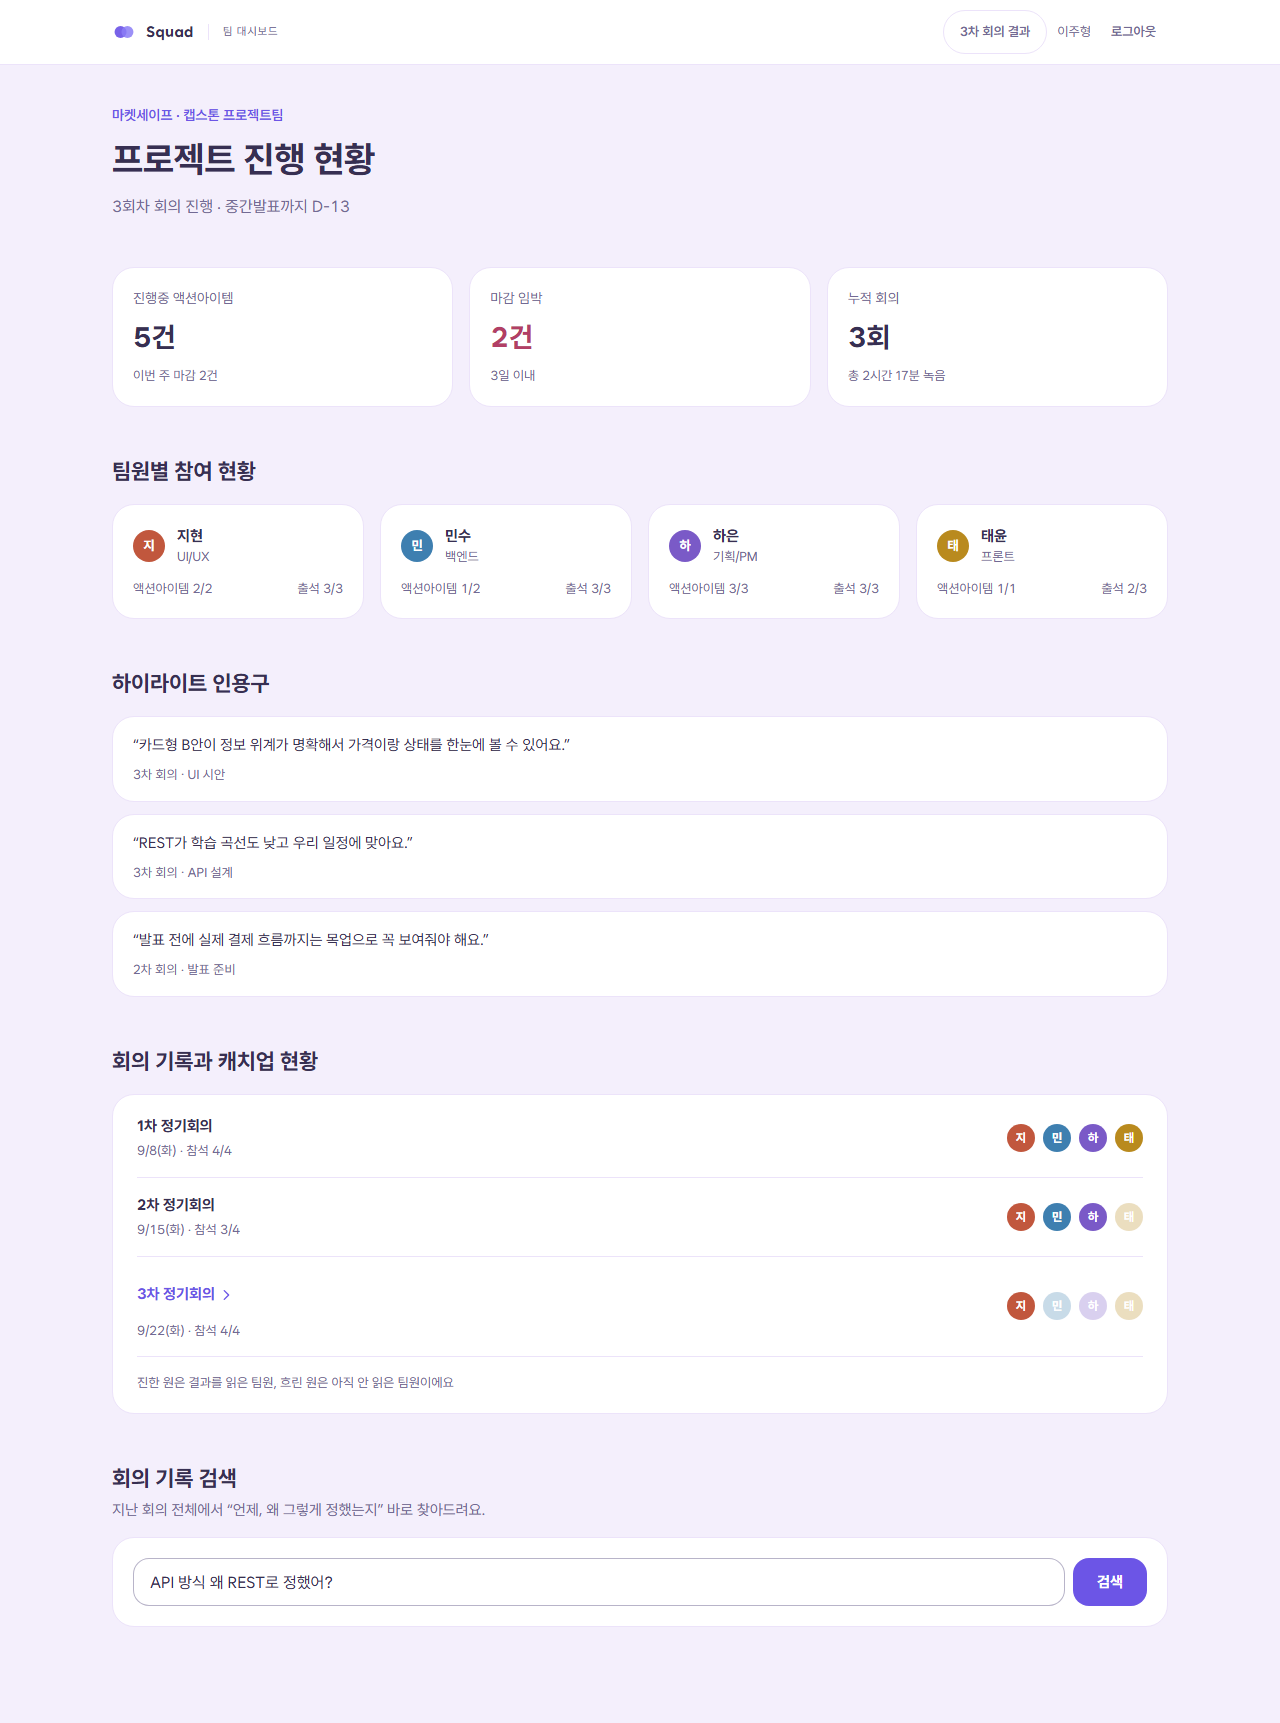 Squad
팀 대시보드
3차 회의 결과
이주형
로그아웃
마켓세이프 · 캡스톤 프로젝트팀
프로젝트 진행 현황
3회차 회의 진행 · 중간발표까지 D-13
진행중 액션아이템
5건
이번 주 마감 2건
마감 임박
2건
3일 이내
누적 회의
3회
총 2시간 17분 녹음
팀원별 참여 현황
지
지현
UI/UX
액션아이템 2/2
출석 3/3
민
민수
백엔드
액션아이템 1/2
출석 3/3
하
하은
기획/PM
액션아이템 3/3
출석 3/3
태
태윤
프론트
액션아이템 1/1
출석 2/3
하이라이트 인용구
“카드형 B안이 정보 위계가 명확해서 가격이랑 상태를 한눈에 볼 수 있어요.”
3차 회의 · UI 시안
“REST가 학습 곡선도 낮고 우리 일정에 맞아요.”
3차 회의 · API 설계
“발표 전에 실제 결제 흐름까지는 목업으로 꼭 보여줘야 해요.”
2차 회의 · 발표 준비
회의 기록과 캐치업 현황
1차 정기회의
9/8(화) · 참석 4/4
지 민 하 태
2차 정기회의
9/15(화) · 참석 3/4
지 민 하 태
3차 정기회의
9/22(화) · 참석 4/4
지 민 하 태
진한 원은 결과를 읽은 팀원, 흐린 원은 아직 안 읽은 팀원이에요
회의 기록 검색
지난 회의 전체에서 “언제, 왜 그렇게 정했는지” 바로 찾아드려요.
API 방식 왜 REST로 정했어?
검색